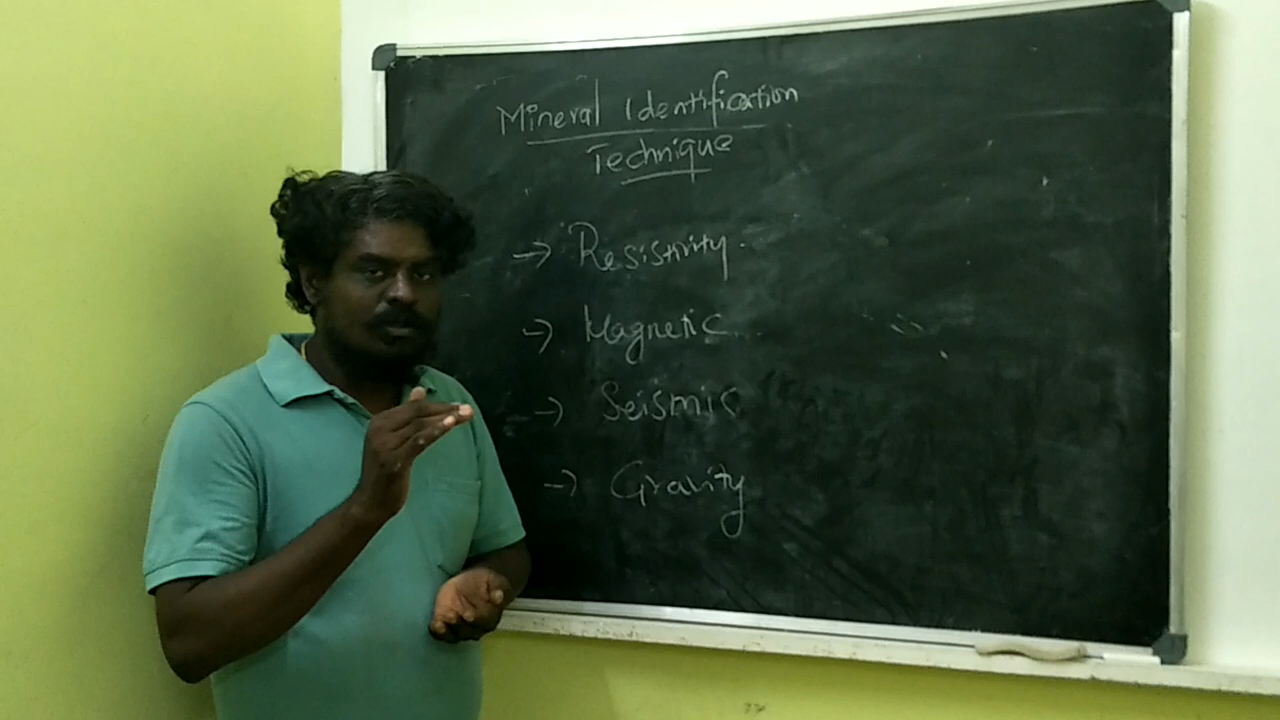 Mineral Identification
Technique
→ Resistivity.
→ Magnetic
→ Seismic
→ Gravity